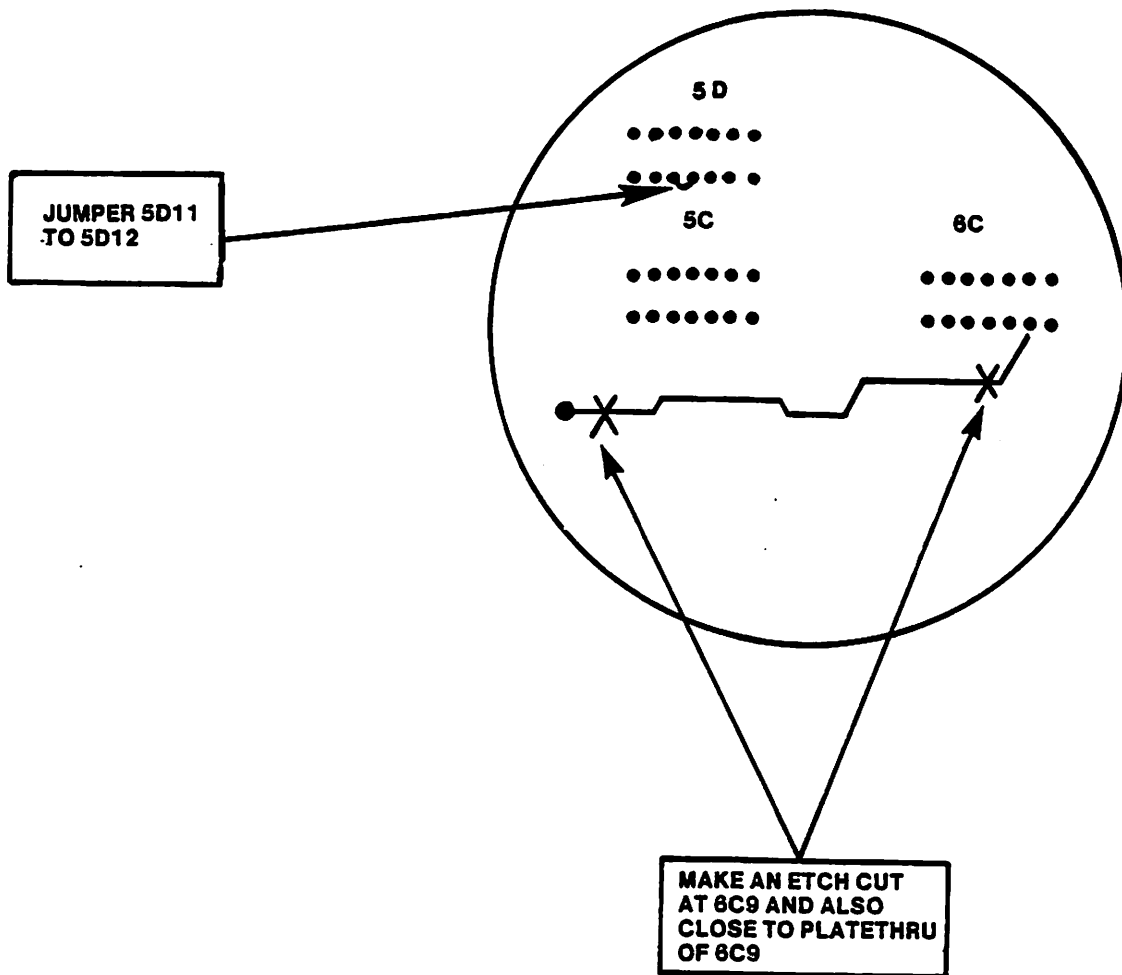 5 D
JUMPER 5D11
TO 5D12
5C
6C
MAKE AN ETCH CUT
AT 6C9 AND ALSO
CLOSE TO PLATETHRU
OF 6C9